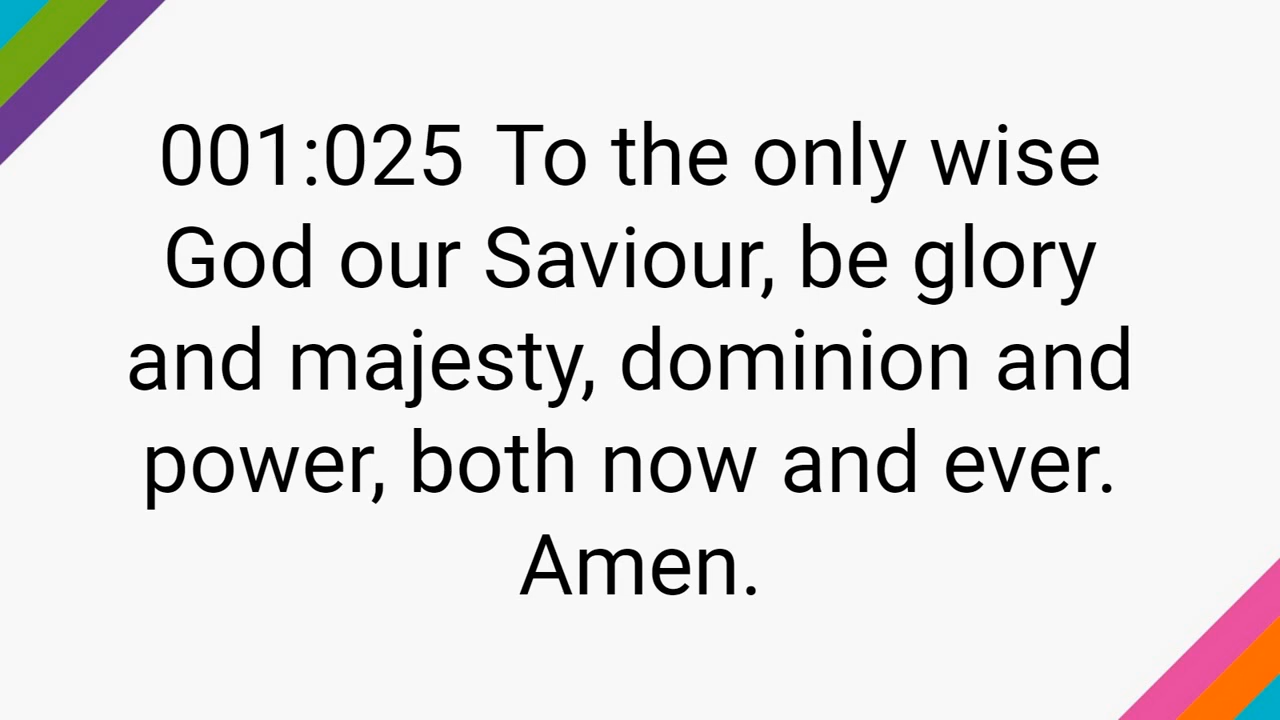 001:025 To the only wise
God our Saviour, be glory
and majesty, dominion and
power, both now and ever.
Amen.